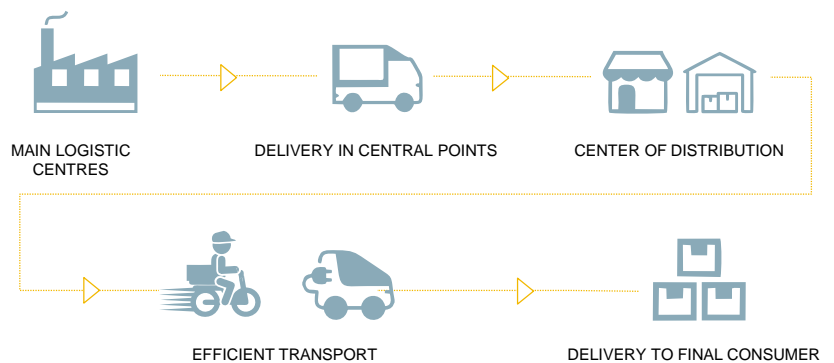 MAIN LOGISTIC
CENTRES
DELIVERY IN CENTRAL POINTS
CENTER OF DISTRIBUTION
EFFICIENT TRANSPORT
DELIVERY TO FINAL CONSUMER